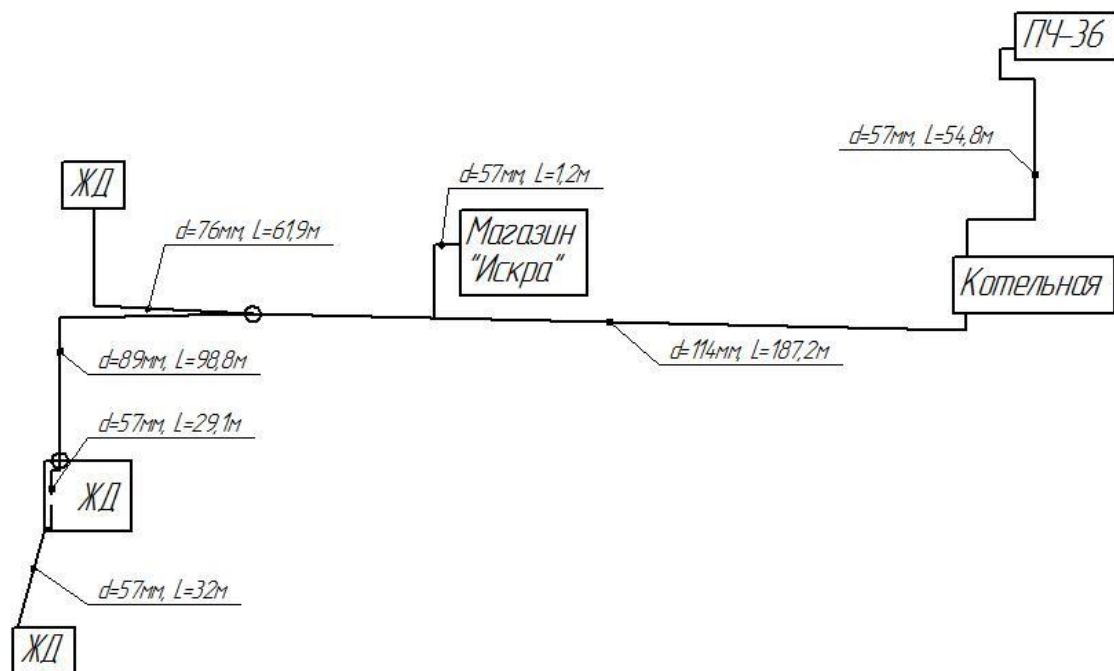 ПЧ-36
d=57мм, L=54,8м
d=57мм, L=1,2м
ЖД
d=76мм, L=61,9м
Магазин
"Искра"
Котельная
d=114мм, L=187,2м
d=89мм, L=98,8м
d=57мм, L=29,1м
ЖД
d=57мм, L=32м
ЖД